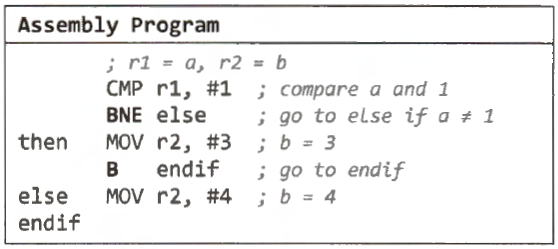 Assembly Program
; r1 = a, r2 = b
CMP r1, #1 ; compare a and 1
BNE else ; go to else if a ≠ 1
then MOV r2, #3 ; b = 3
B endif ; go to endif
else MOV r2, #4 ; b = 4
endif